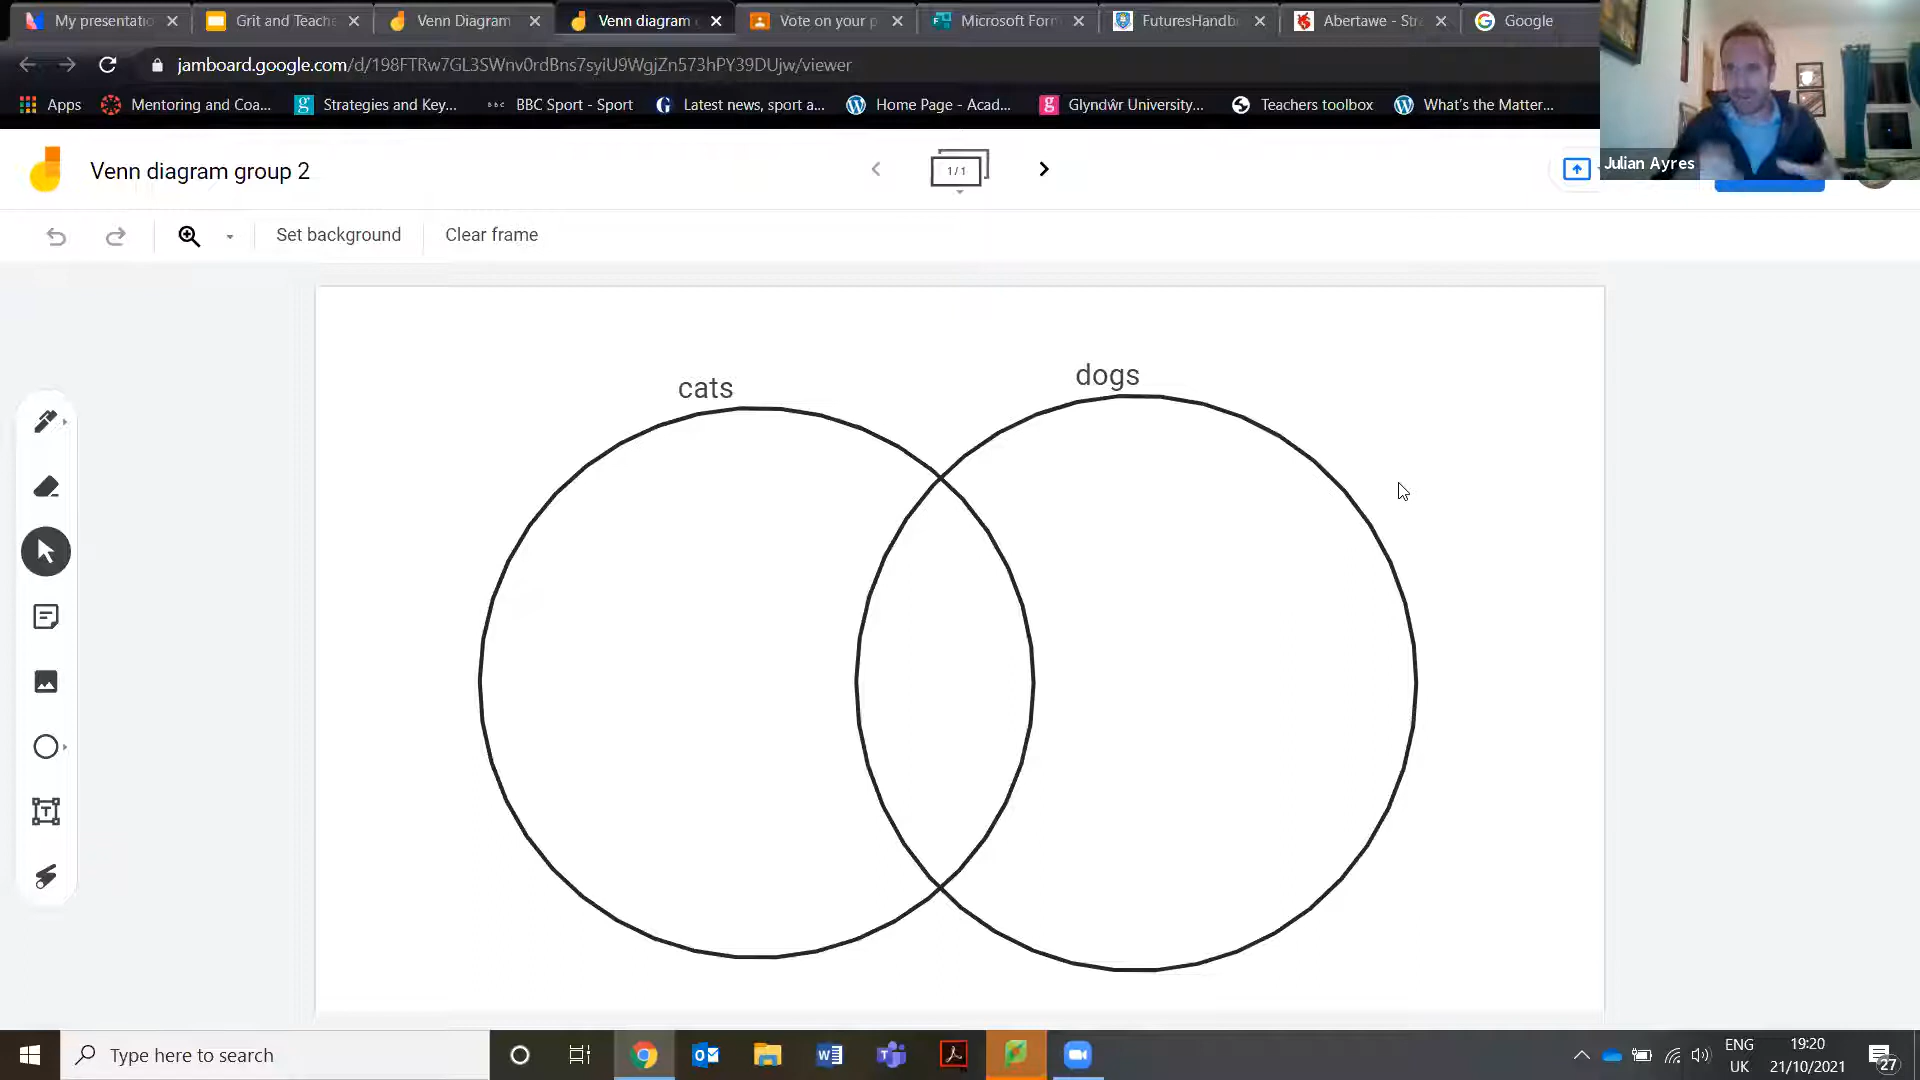 My presentatio
Grit and Teache
Venn Diagram
Venn diagram
Vote on your p
Microsoft Form
FuturesHandb
Abertawe - Str
Google
jamboard.google.com/d/198FTRw7GL3SWnv0rdBns7syiU9WgjZn573hPY39DUjw/viewer
Apps
Mentoring and Coa...
Strategies and Key...
BBC Sport - Sport
Latest news, sport a...
Home Page - Acad...
Glyndŵr University,...
Teachers toolbox
What's the Matter...
Julian Ayres
Venn diagram group 2
1/1
Set background
Clear frame
cats
dogs
Type here to search
ENG
UK
19:20
21/10/2021
27